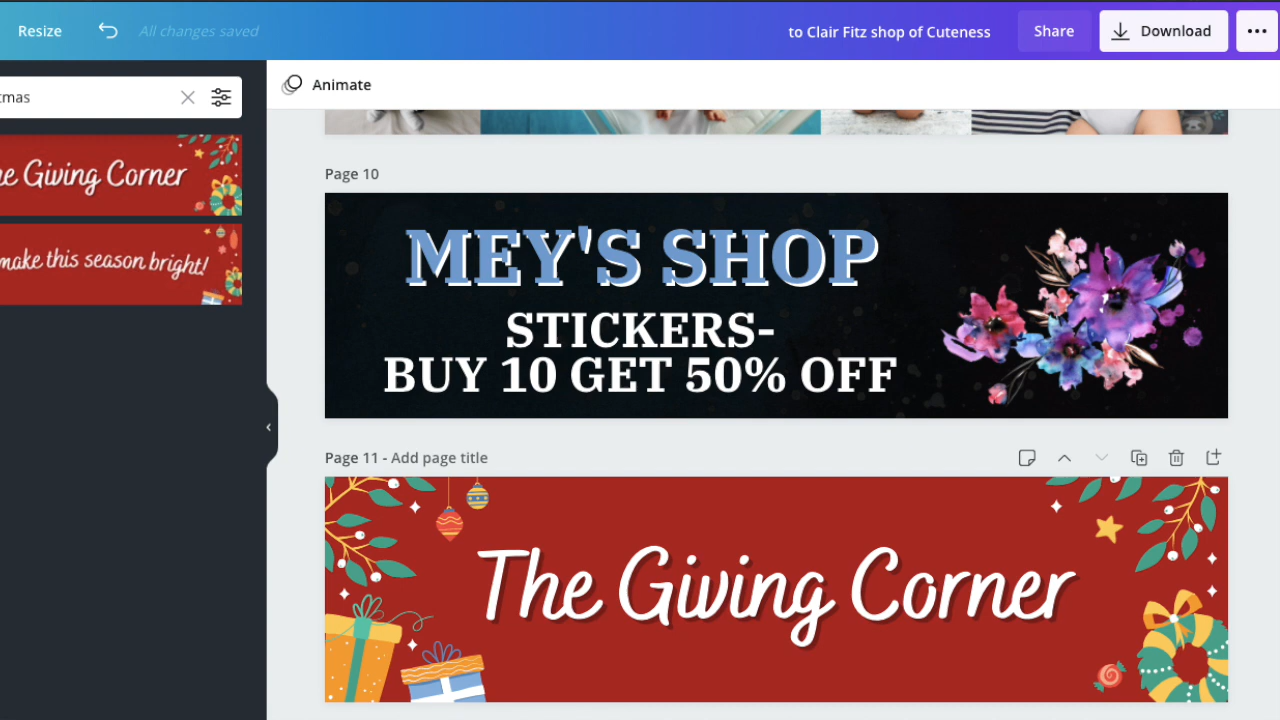 Resize
All changes saved
to Clair Fitz shop of Cuteness
Share
Download
Animate
The Giving Corner
make this season bright!
Page 10
MEY'S SHOP
STICKERS-
BUY 10 GET 50% OFF
Page 11 - Add page title
The Giving Corner